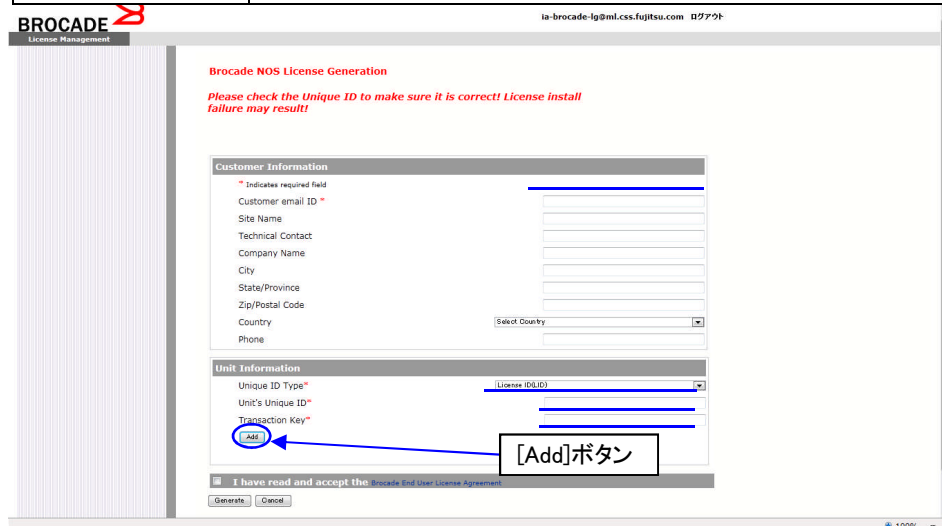 BROCADE
ia-brocade-lg@ml.css.fujitsu.com ログアウト
License Management
Brocade NOS License Generation
Please check the Unique ID to make sure it is correct! License install
failure may result!
Customer Information
* Indicates required field
Customer email ID *
Site Name
Technical Contact
Company Name
City
State/Province
Zip/Postal Code
Country
Select Country
Phone
Unit Information
Unique ID Type*
License ID(LID)
Unit's Unique ID*
Transaction Key*
Add
[Add]ボタン
I have read and accept the Brocade End User License Agreement
Generate Cancel
100%